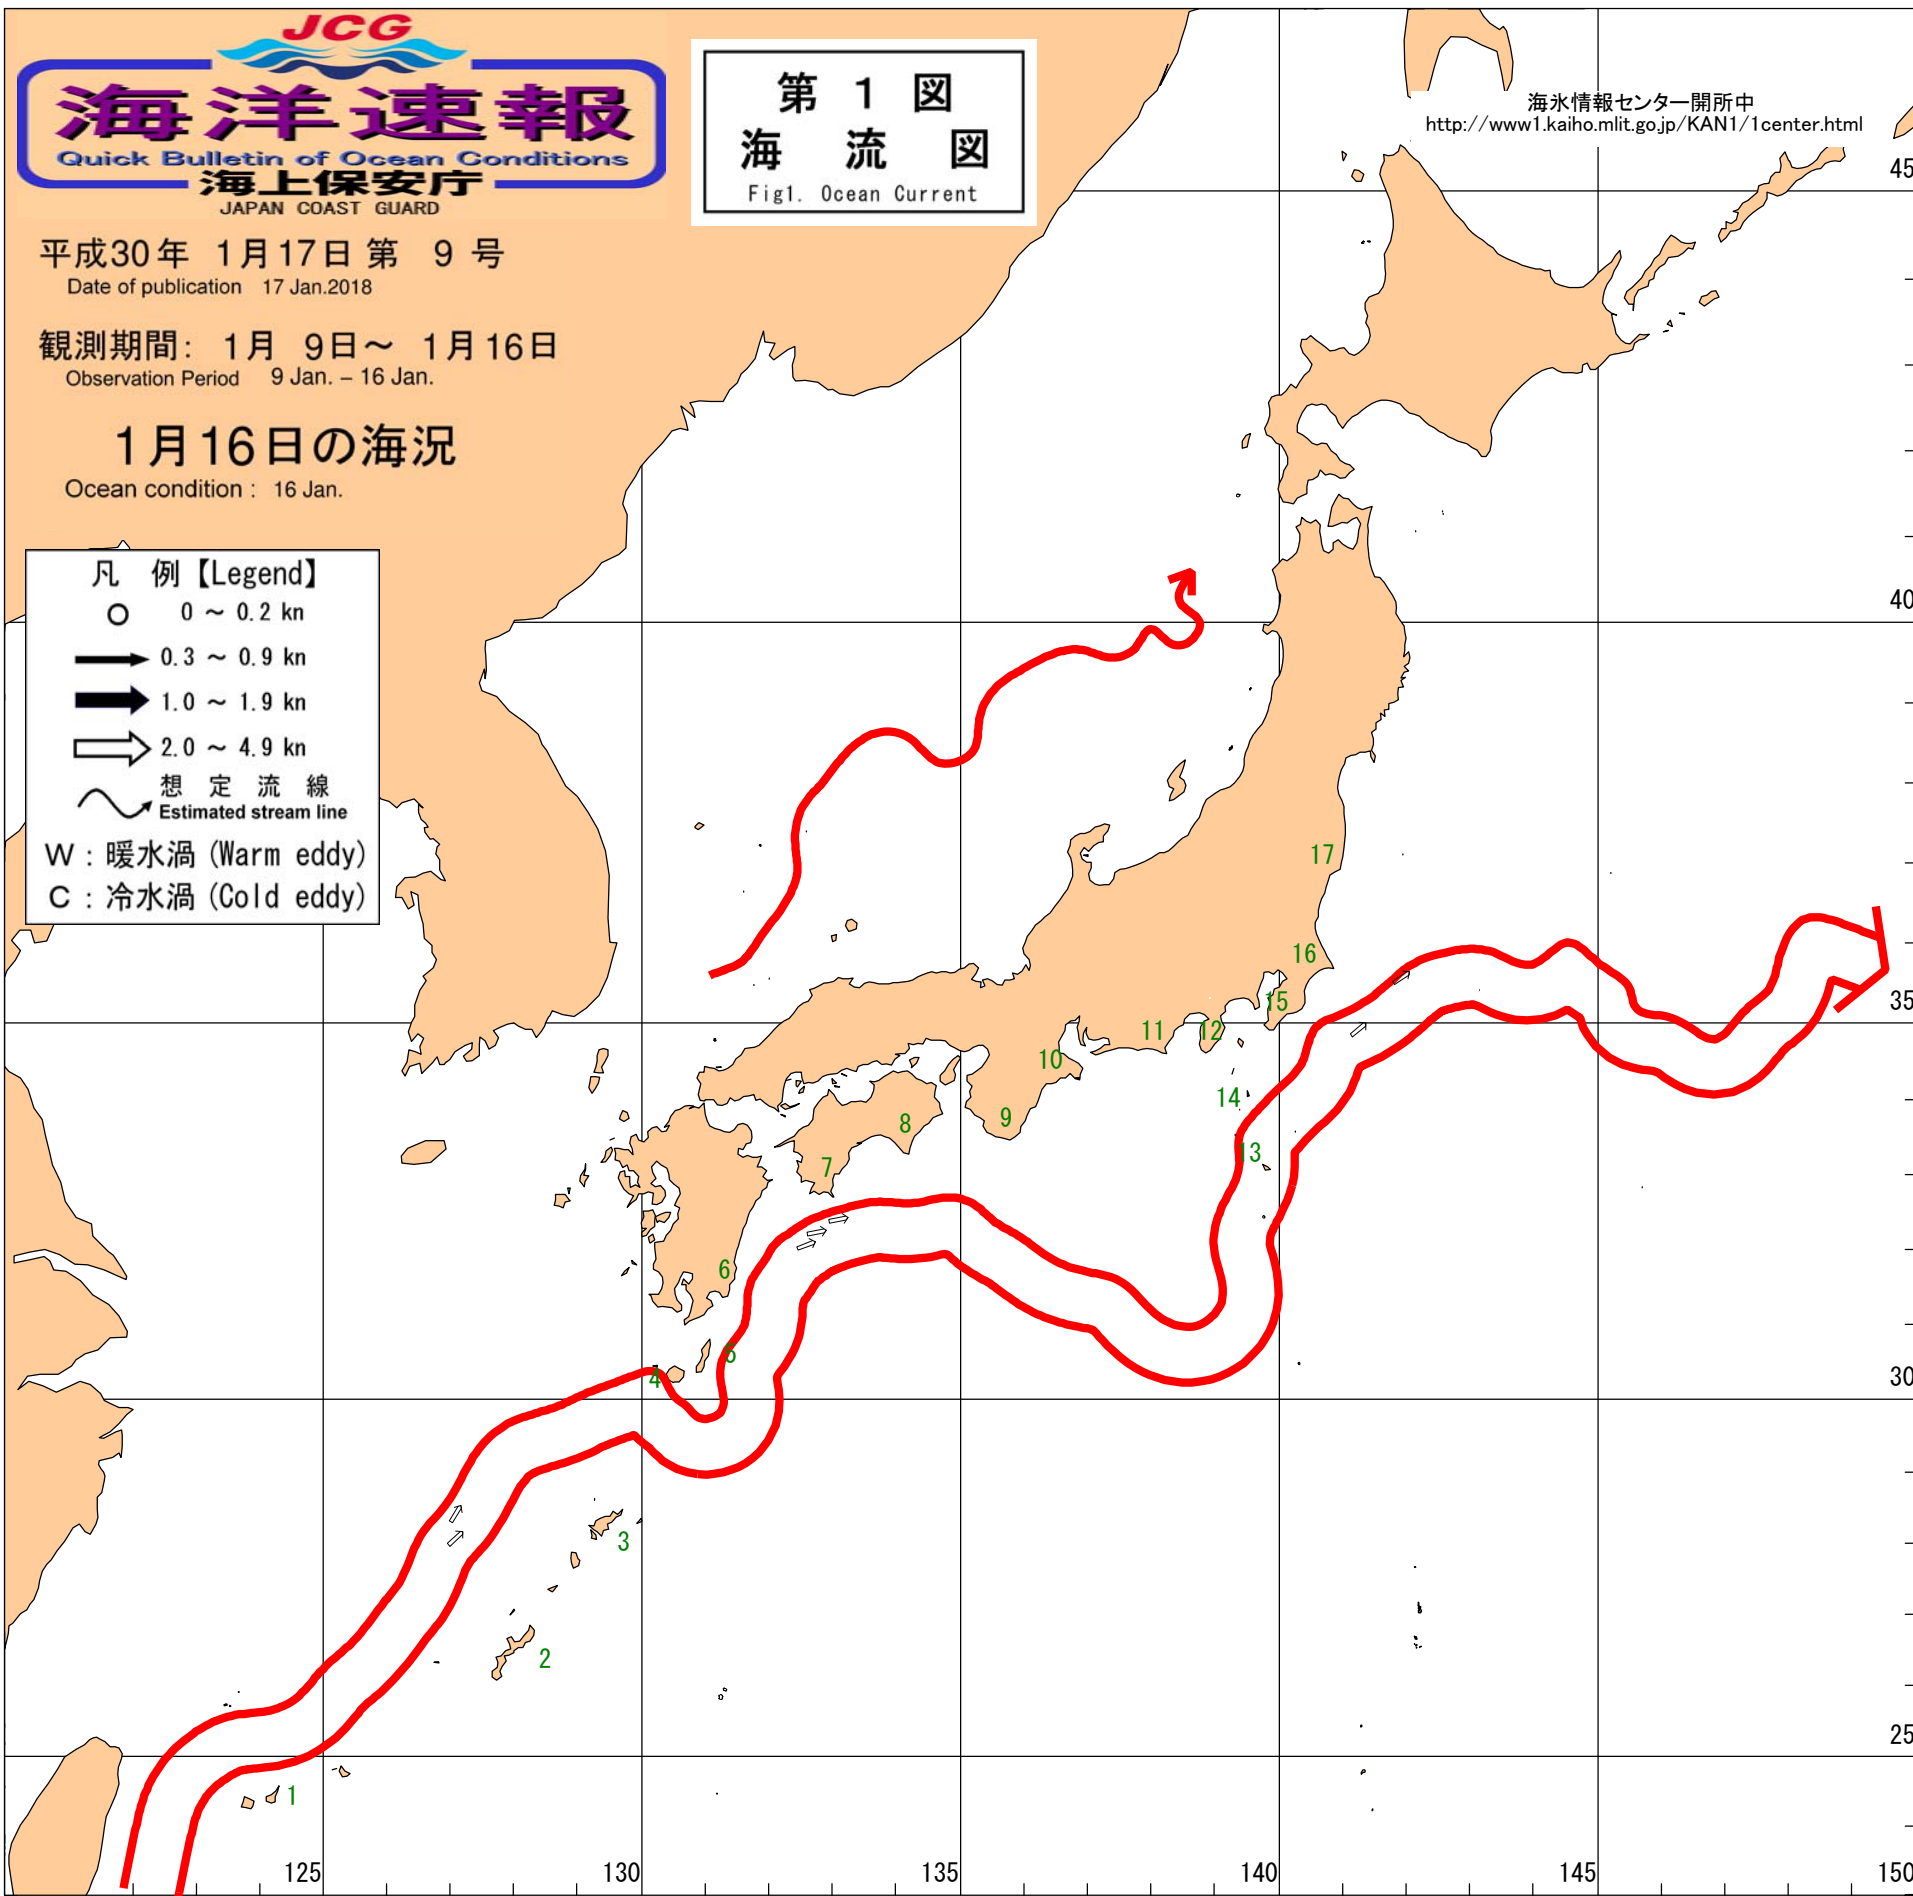 JCG
海洋速報
Quick Bulletin of Ocean Conditions
海上保安庁
JAPAN COAST GUARD
第 1 図
海 流 図
Fig1. Ocean Current
海氷情報センター開所中
http://www1.kaiho.mlit.go.jp/KAN1/1center.html
平成30年 1月17日 第 9 号
Date of publication 17 Jan.2018
観測期間: 1月 9日～ 1月16日
Observation Period 9 Jan. – 16 Jan.
1月16日の海況
Ocean condition : 16 Jan.
凡 例【Legend】
0 ～ 0.2 kn
0.3 ～ 0.9 kn
1.0 ～ 1.9 kn
2.0 ～ 4.9 kn
想 定 流 線
Estimated stream line
W : 暖水渦 (Warm eddy)
C : 冷水渦 (Cold eddy)
45
40
35
30
25
17
16
15
12
11
10
14
13
9
8
7
6
5
4
3
2
1
125
130
135
140
145
150